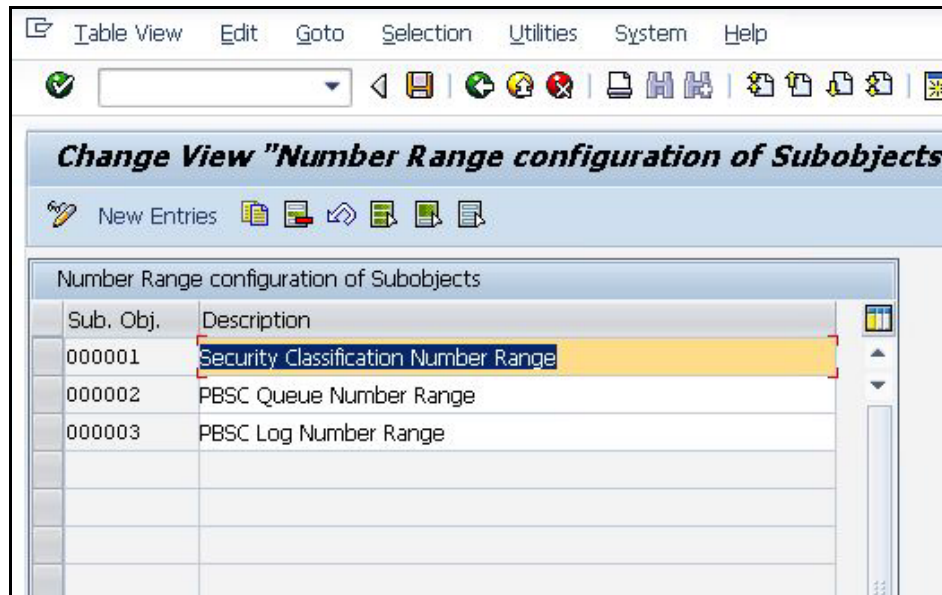 Table View Edit Goto Selection Utilities System Help
Change View "Number Range configuration of Subobjects
New Entries
Number Range configuration of Subobjects
Sub. Obj. Description
000001 Security Classification Number Range
000002 PBSC Queue Number Range
000003 PBSC Log Number Range